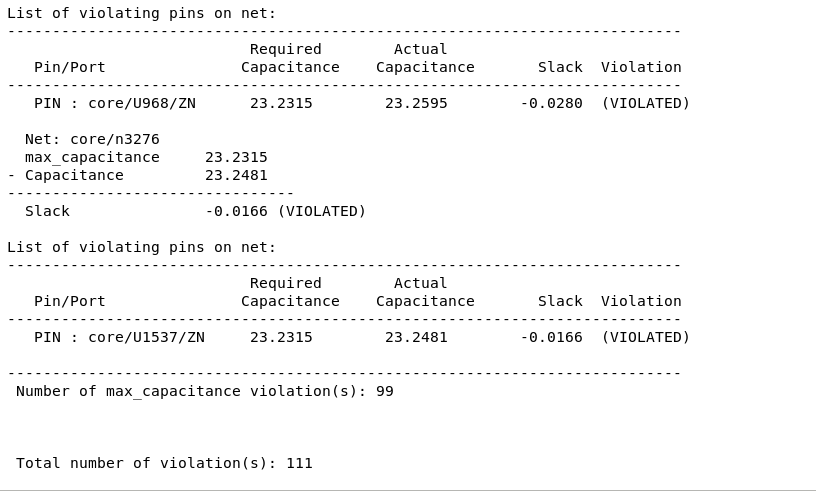 List of violating pins on net:
---------------------------------------------------------------------------
                           Required        Actual
   Pin/Port               Capacitance    Capacitance       Slack  Violation
---------------------------------------------------------------------------
   PIN : core/U968/ZN      23.2315        23.2595        -0.0280  (VIOLATED)

  Net: core/n3276
  max_capacitance     23.2315
- Capacitance         23.2481
--------------------------------
  Slack               -0.0166 (VIOLATED)

List of violating pins on net:
---------------------------------------------------------------------------
                           Required        Actual
   Pin/Port               Capacitance    Capacitance       Slack  Violation
---------------------------------------------------------------------------
   PIN : core/U1537/ZN     23.2315        23.2481        -0.0166  (VIOLATED)

---------------------------------------------------------------------------
 Number of max_capacitance violation(s): 99

 Total number of violation(s): 111